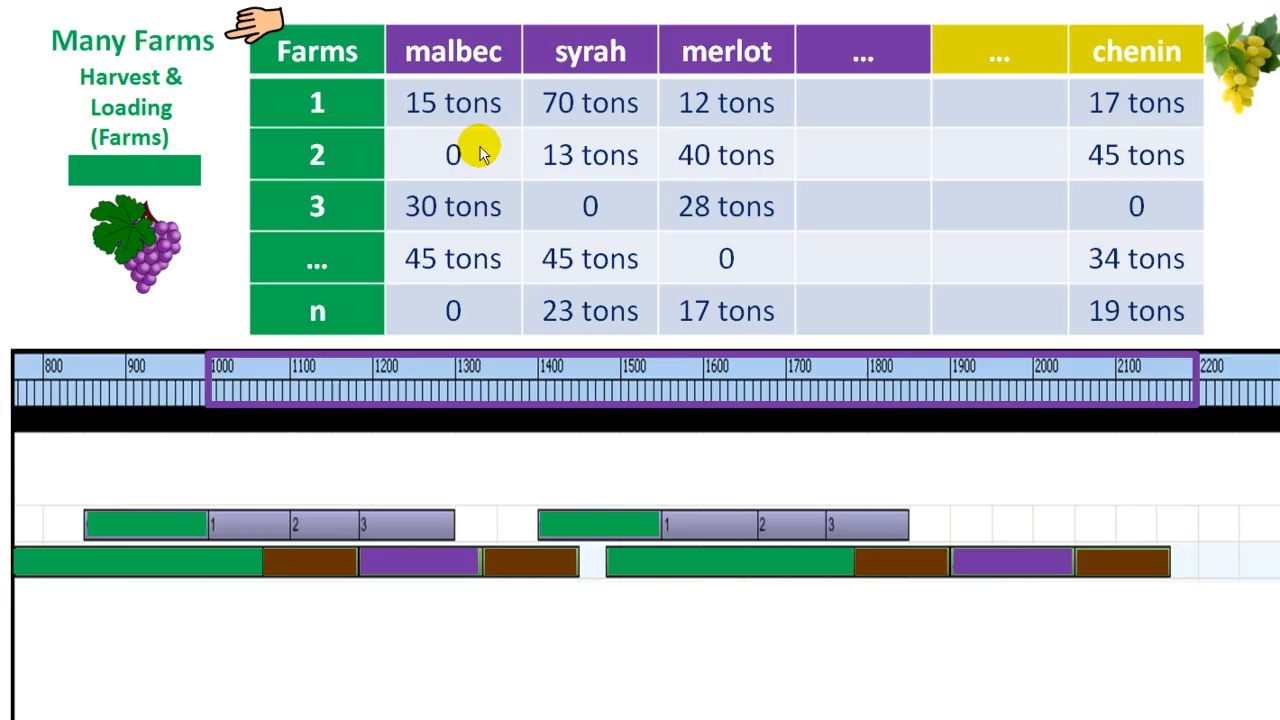 Many Farms
Harvest &
Loading
(Farms)
Farms malbec syrah merlot ... ... chenin
1 15 tons 70 tons 12 tons 17 tons
2 0 13 tons 40 tons 45 tons
3 30 tons 0 28 tons 0
... 45 tons 45 tons 0 34 tons
n 0 23 tons 17 tons 19 tons
800 900 1000 1100 1200 1300 1400 1500 1600 1700 1800 1900 2000 2100 2200
1 2 3 1 2 3